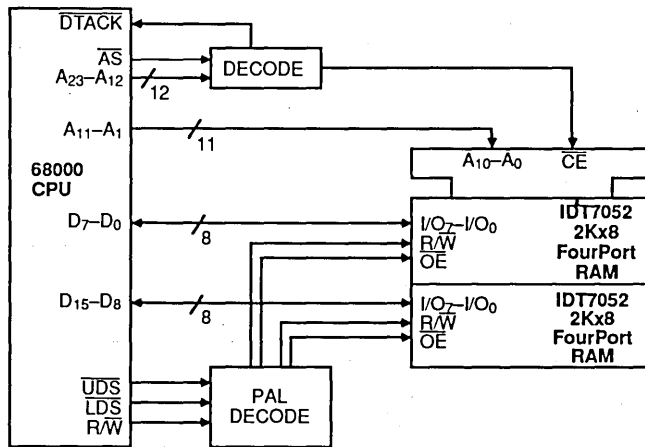 DTACK
AS
A23–A12
12
DECODE
A11–A1
11
A10–A0
CE
68000
CPU
D7–D0
8
I/O7–I/O0
R/W
OE
IDT7052
2Kx8
FourPort
RAM
D15–D8
8
I/O7–I/O0
R/W
OE
IDT7052
2Kx8
FourPort
RAM
UDS
LDS
R/W
PAL
DECODE